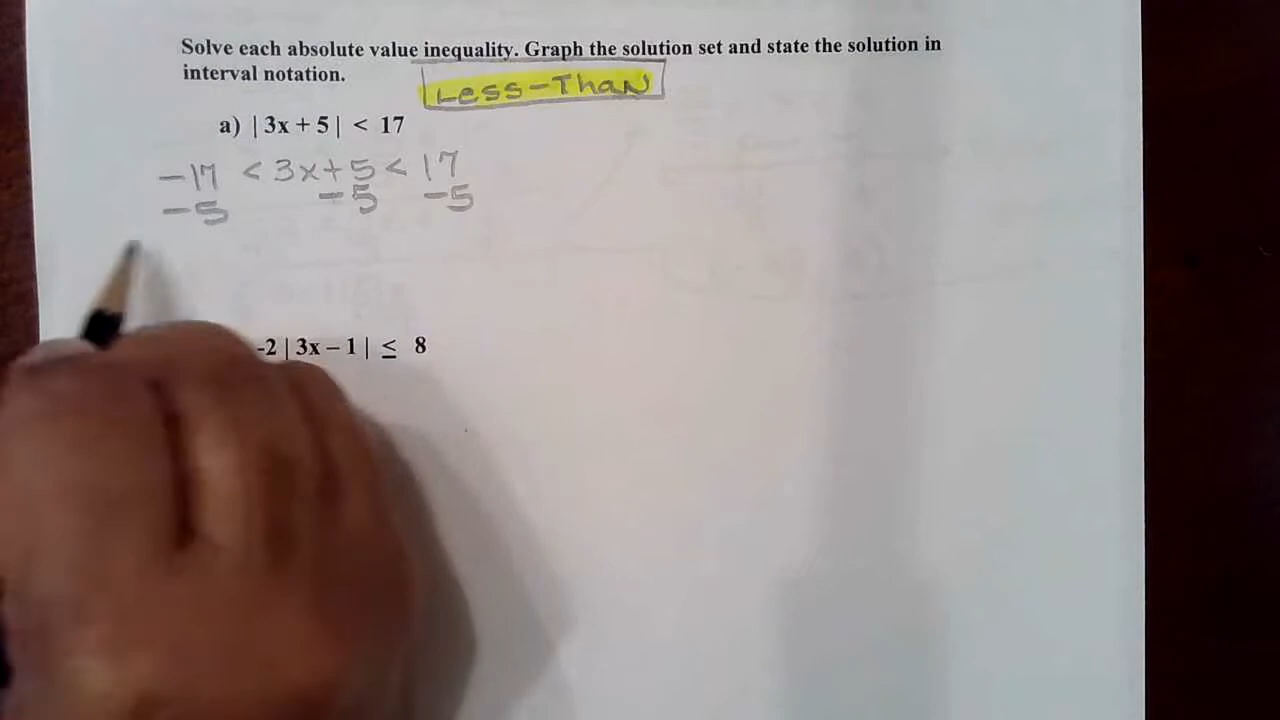 Solve each absolute value inequality. Graph the solution set and state the solution in
interval notation.
Less-Than
a) | 3x + 5 | < 17
-17 < 3x+5 < 17
-5 -5 -5
-2 | 3x – 1 | ≤ 8